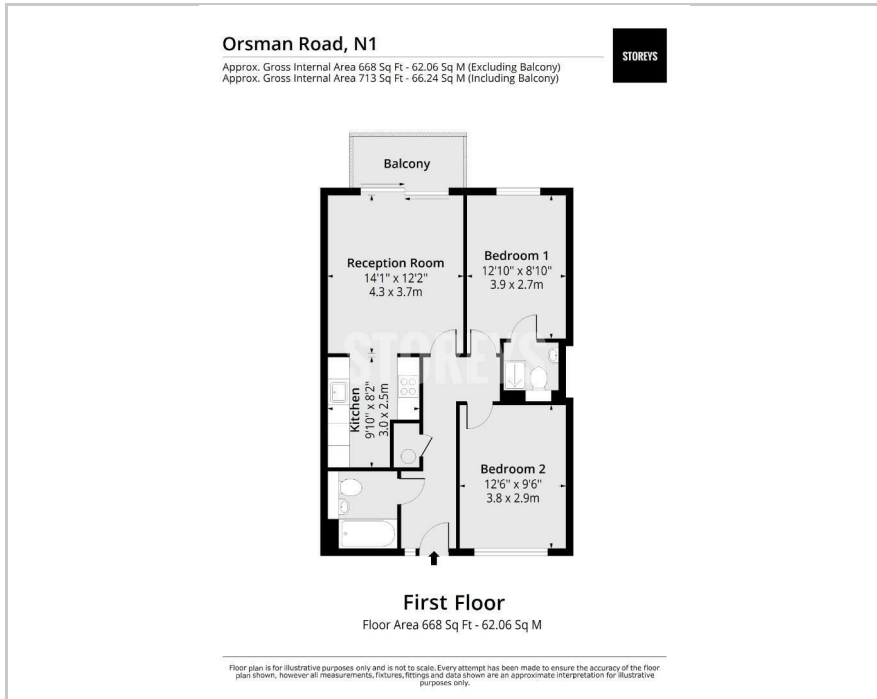 Orsman Road, N1
Approx. Gross Internal Area 668 Sq Ft - 62.06 Sq M (Excluding Balcony)
Approx. Gross Internal Area 713 Sq Ft - 66.24 Sq M (Including Balcony)
STOREYS
Balcony
Reception Room
14'1" x 12'2"
4.3 x 3.7m
Bedroom 1
12'10" x 8'10"
3.9 x 2.7m
STOREYS
Kitchen
9'10" x 8'2"
3.0 x 2.5m
Bedroom 2
12'6" x 9'6"
3.8 x 2.9m
First Floor
Floor Area 668 Sq Ft - 62.06 Sq M
Floor plan is for illustrative purposes only and is not to scale. Every attempt has been made to ensure the accuracy of the floor
plan shown, however all measurements, fixtures, fittings and data shown are an approximate interpretation for illustrative
purposes only.